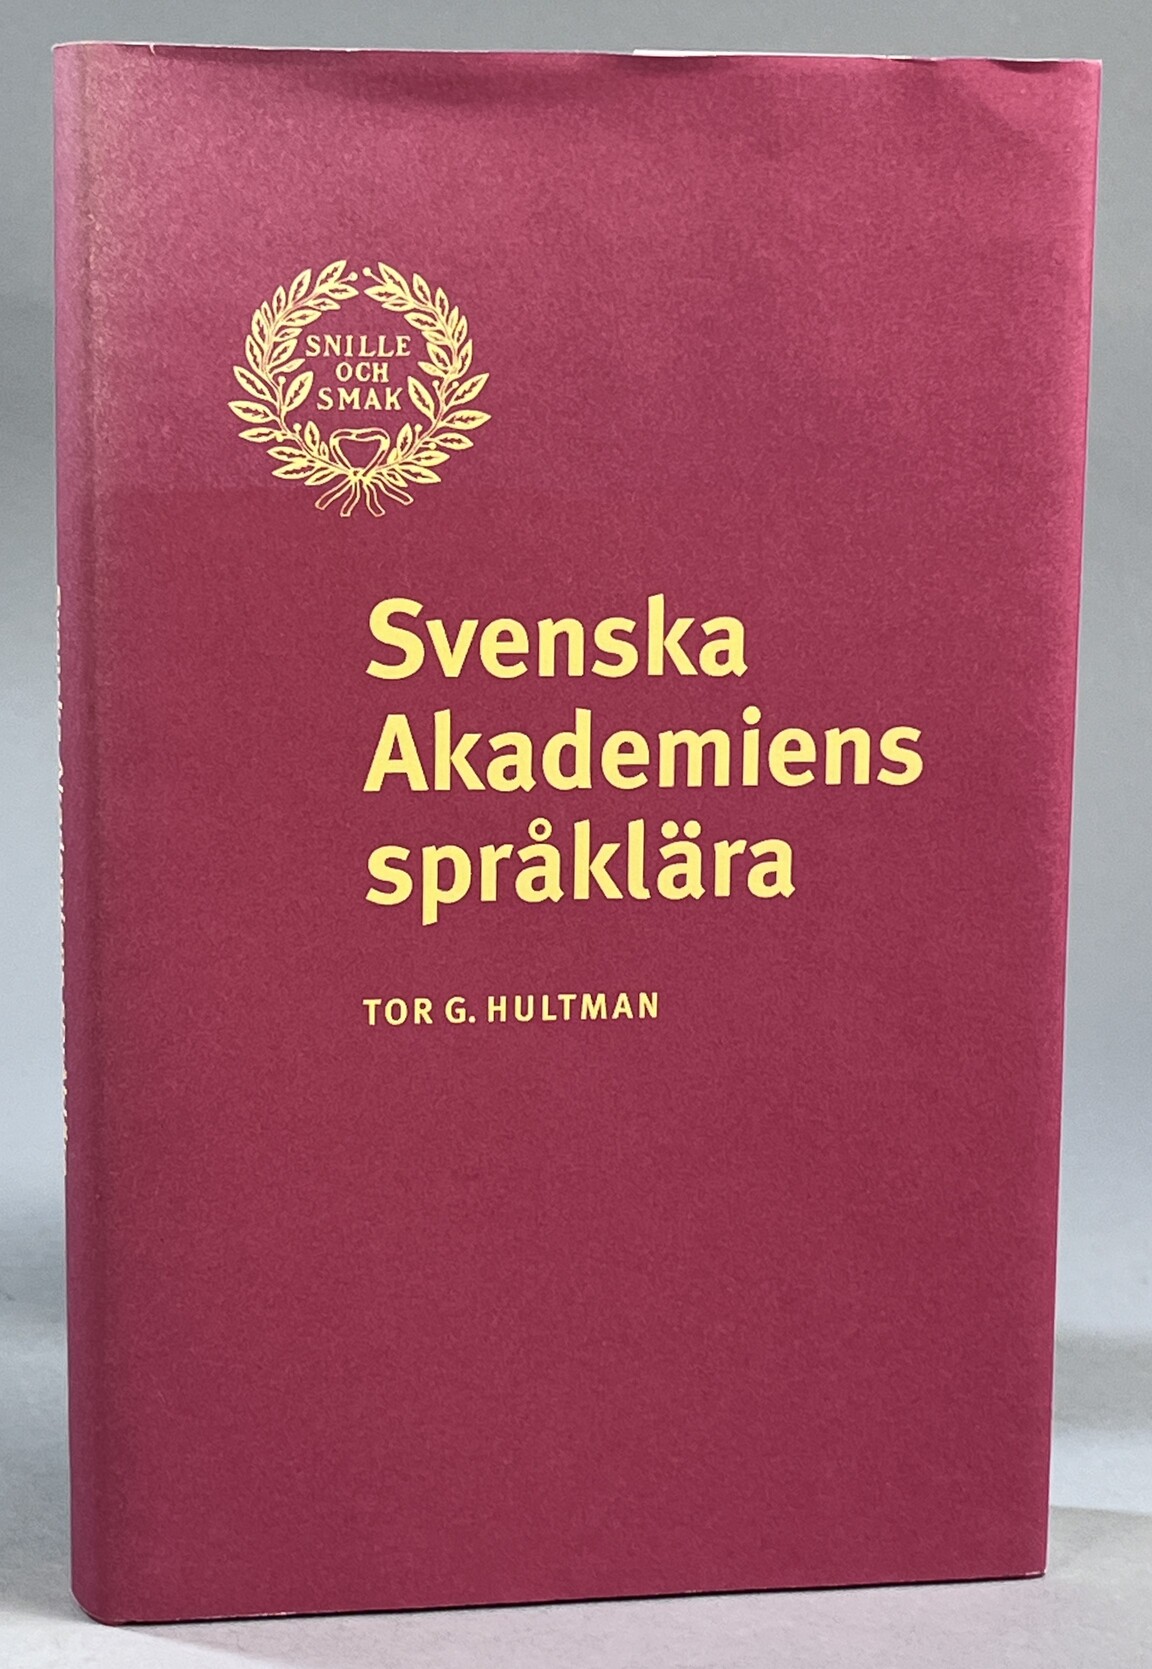 SNILLE
OCH
SMAK
Svenska
Akademiens
språklära
TOR G. HULTMAN